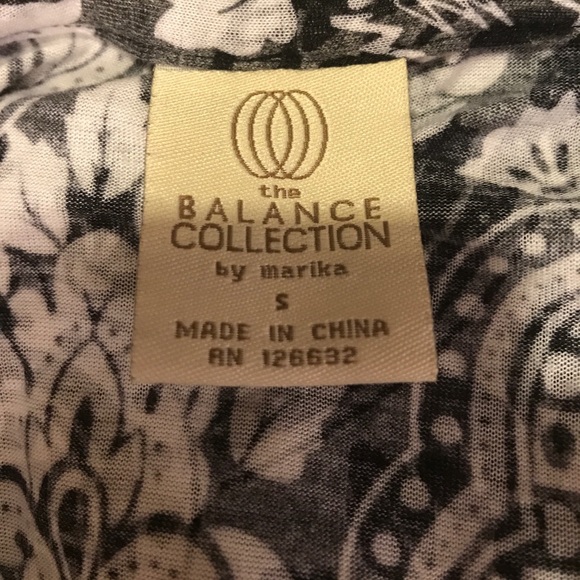 the
BALANCE
COLLECTION
by marika
S
MADE IN CHINA
RN 126632